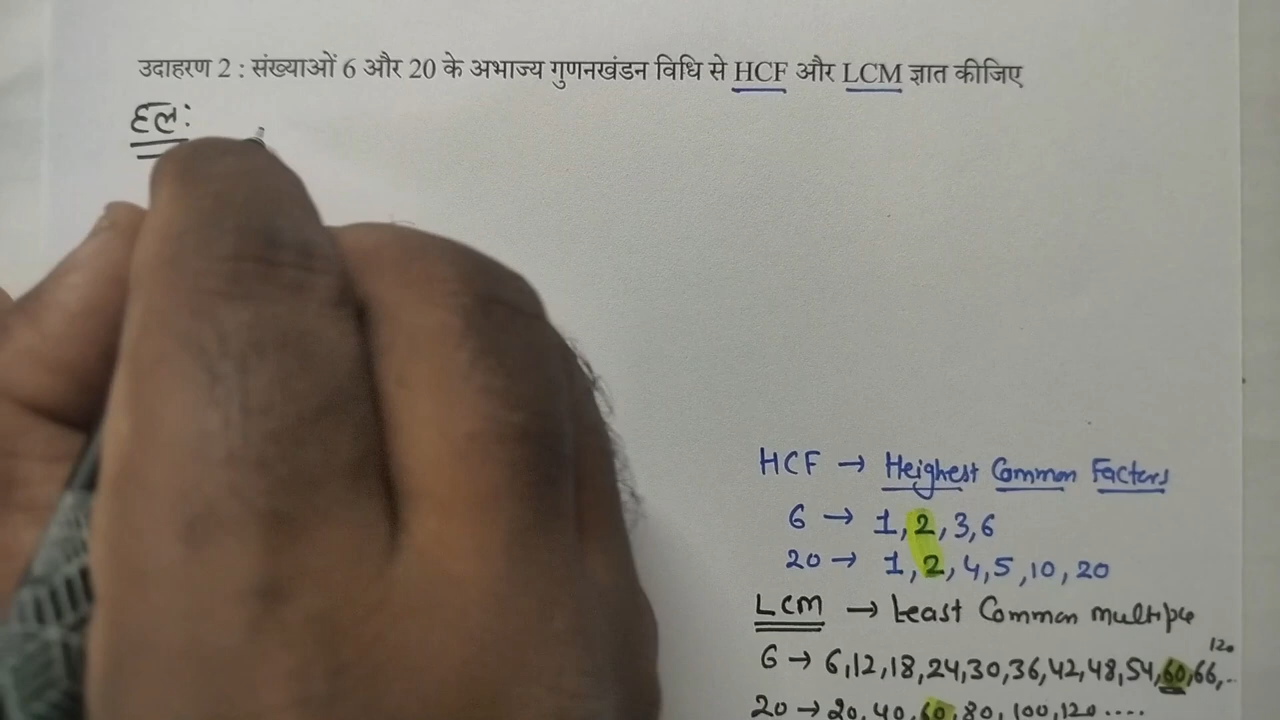 उदाहरण 2 : संख्याओं 6 और 20 के अभाज्य गुणनखंडन विधि से HCF और LCM ज्ञात कीजिए
हल:
HCF → Heighest Common Factors
6 → 1, 2, 3, 6
20 → 1, 2, 4, 5, 10, 20
LCM → Least Common multiple
120
6 → 6, 12, 18, 24, 30, 36, 42, 48, 54, 60, 66, ..
20 → 20, 40, 60, 80, 100, 120 ....